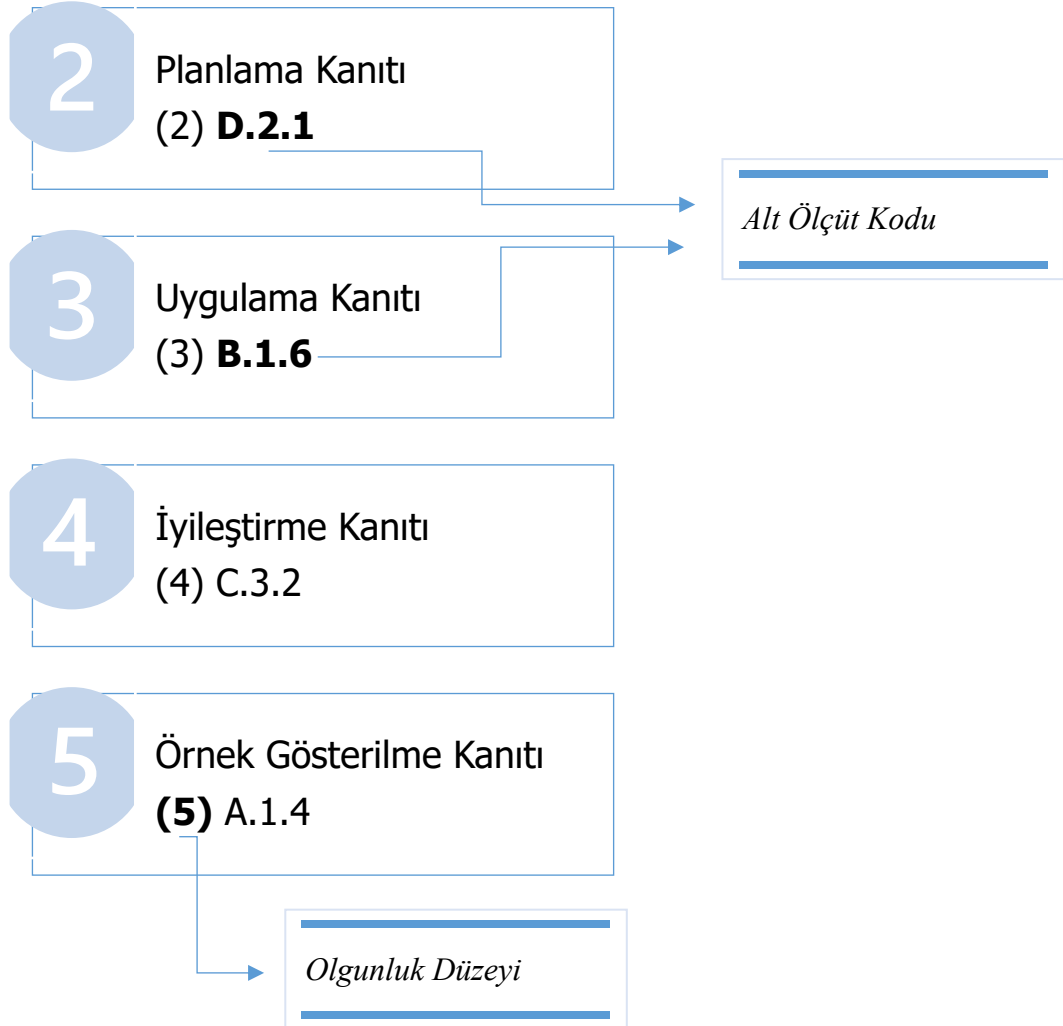 2
Planlama Kanıtı
(2) D.2.1
Alt Ölçüt Kodu
3
Uygulama Kanıtı
(3) B.1.6
4
İyileştirme Kanıtı
(4) C.3.2
5
Örnek Gösterilme Kanıtı
(5) A.1.4
Olgunluk Düzeyi